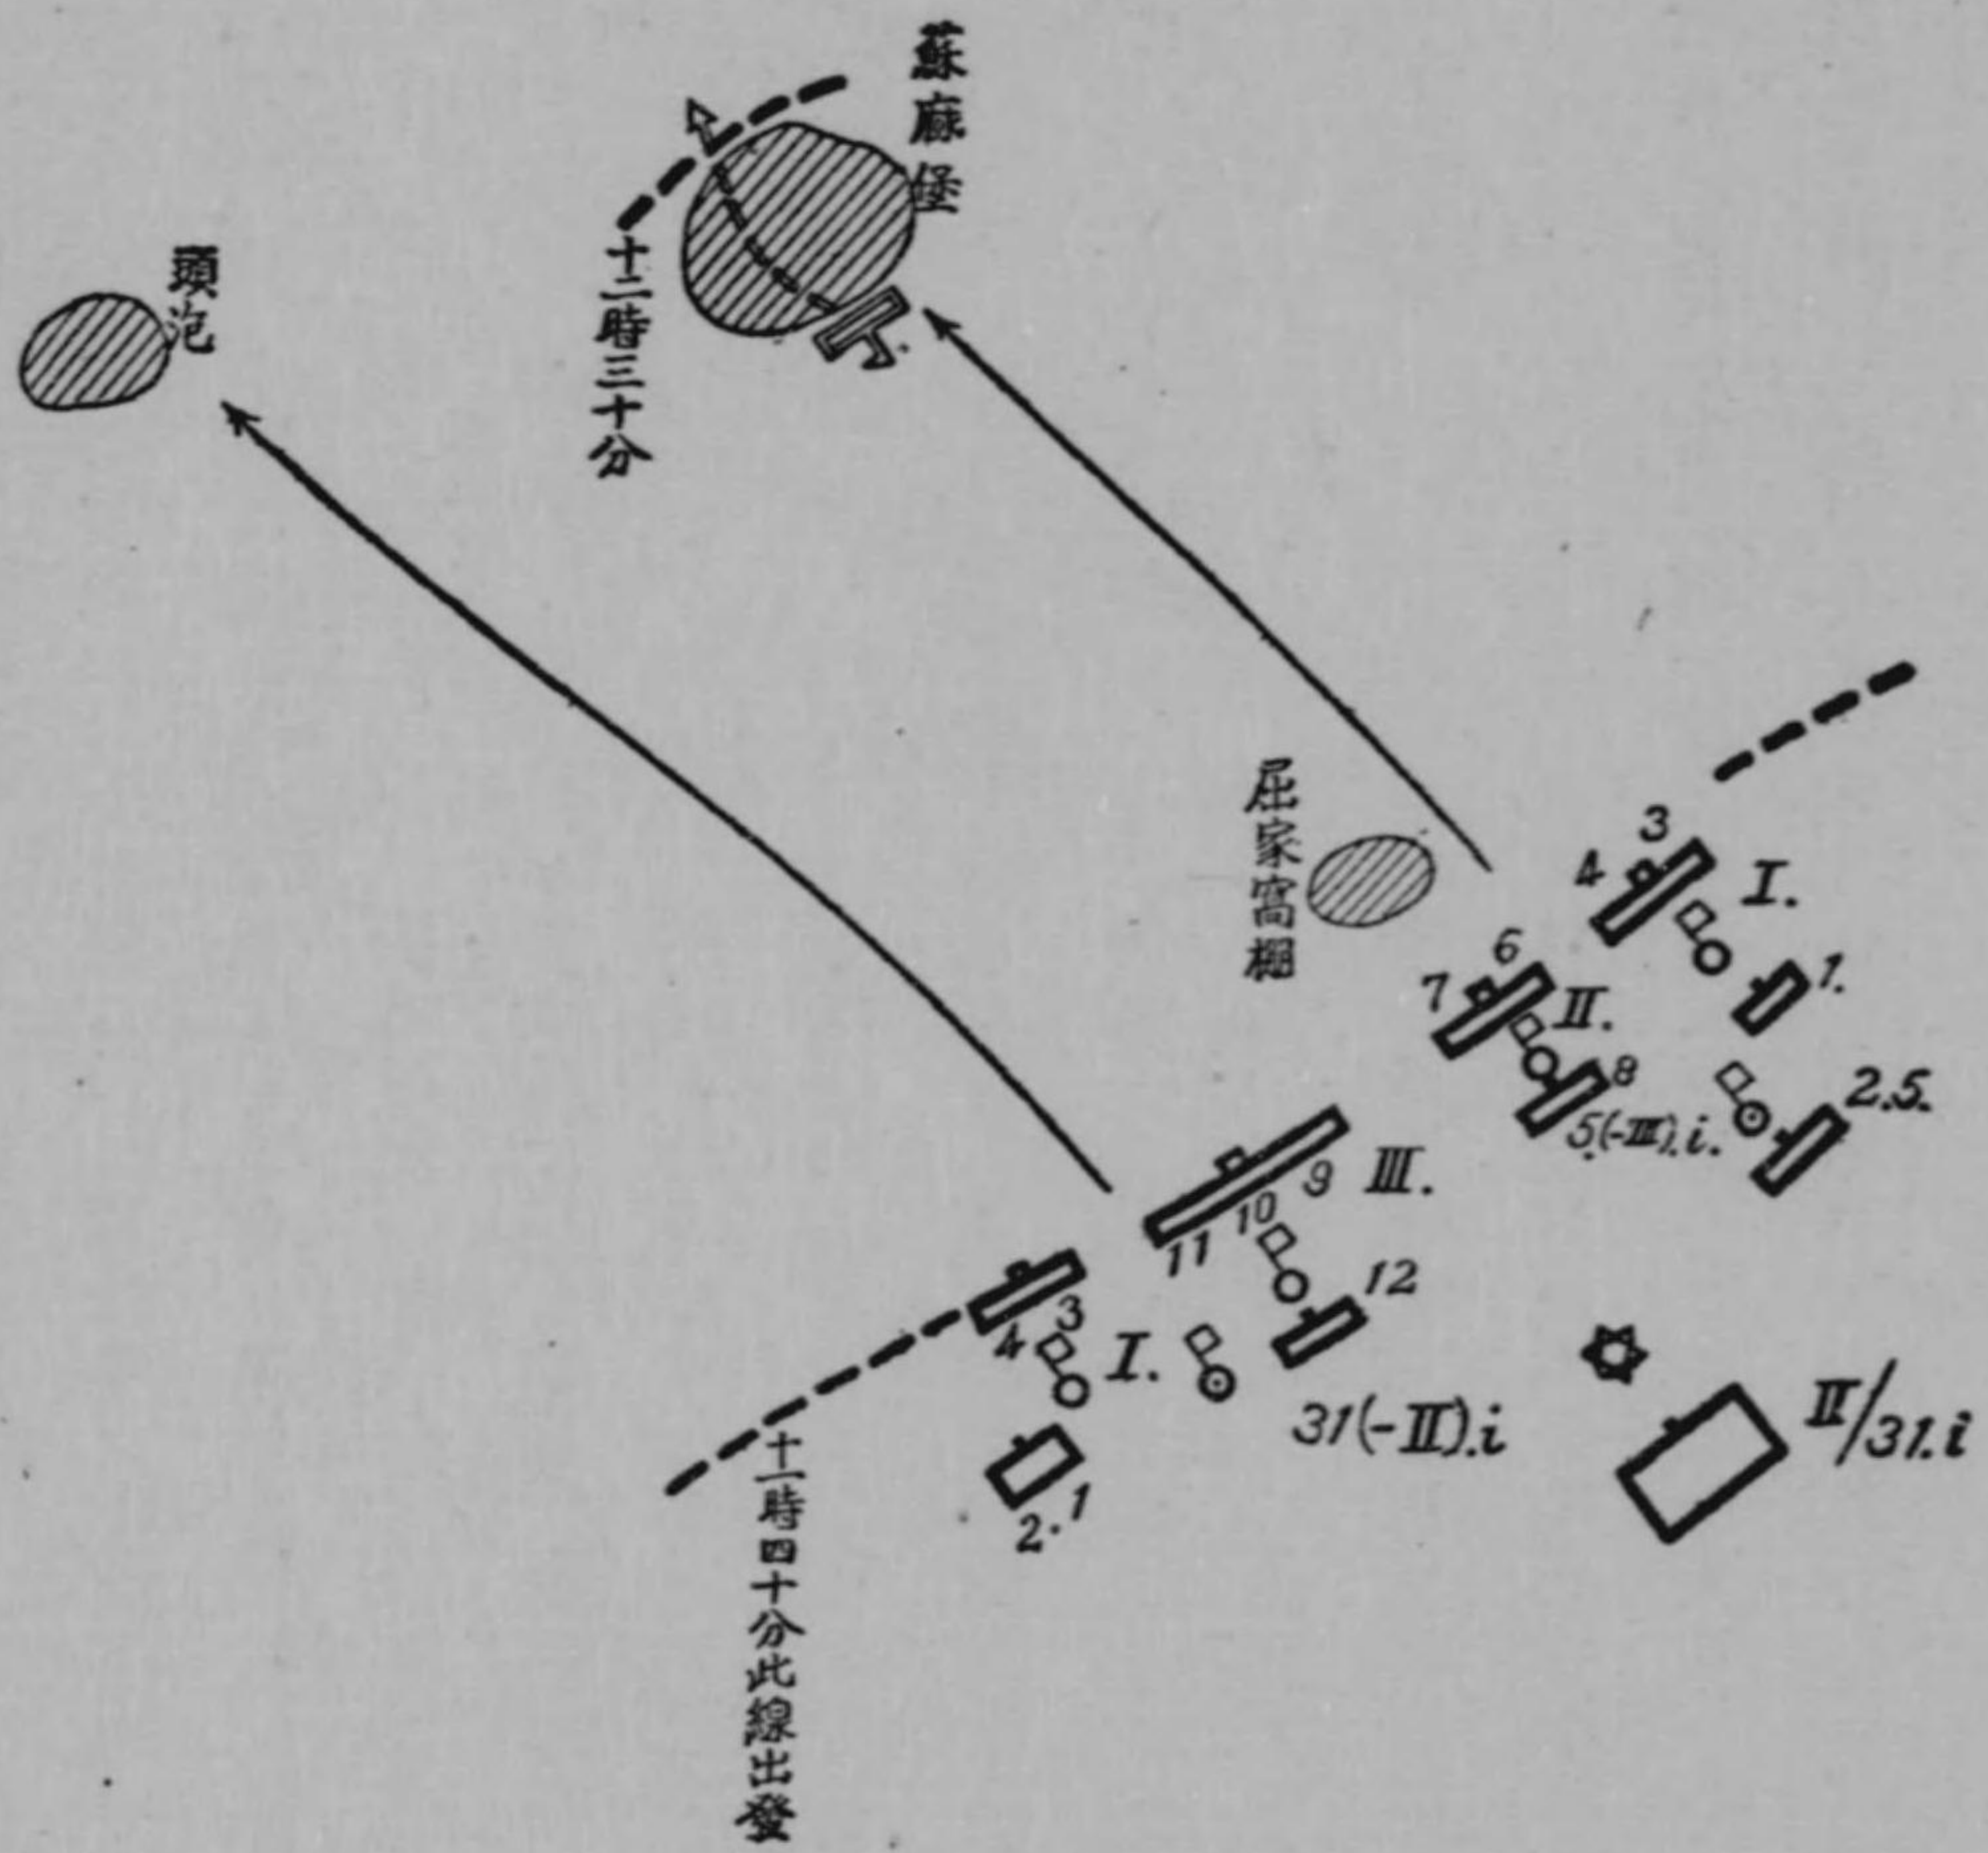 蘇麻堡
頭泡
十二時三十分
屈家窩棚
3
4
I.
1.
6
7
II.
8
5(-III).i.
2.5.
9
10
11
III.
12
3
4
I.
31(-II).i
2.1
II/31.i
十一時四十分此線出發